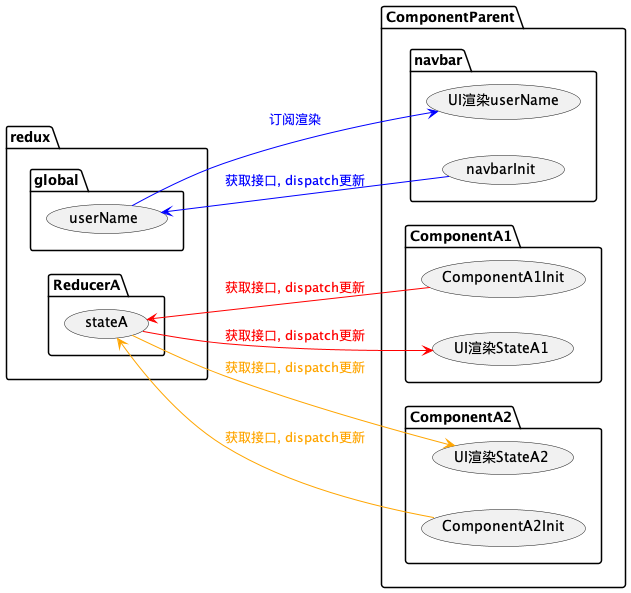 ComponentParent
navbar
UI渲染userName
navbarInit
订阅渲染
获取接口, dispatch更新
redux
global
userName
ReducerA
stateA
ComponentA1
ComponentA1Init
UI渲染StateA1
获取接口, dispatch更新
获取接口, dispatch更新
获取接口, dispatch更新
获取接口, dispatch更新
ComponentA2
UI渲染StateA2
ComponentA2Init